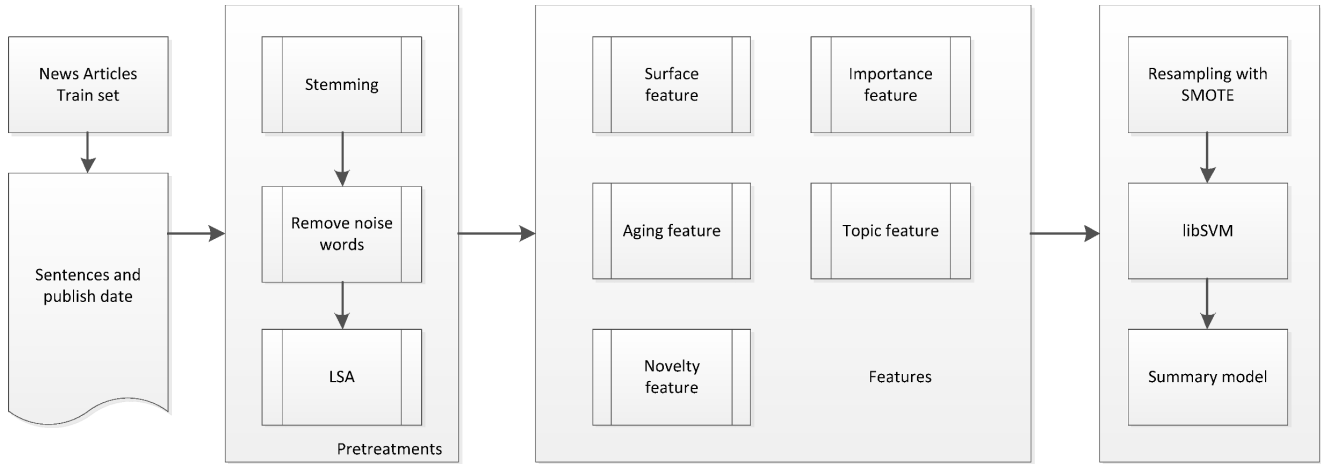 News Articles
Train set
Sentences and
publish date
Stemming
Remove noise
words
LSA
Pretreatments
Surface
feature
Importance
feature
Aging feature
Topic feature
Novelty
feature
Features
Resampling with
SMOTE
libSVM
Summary model